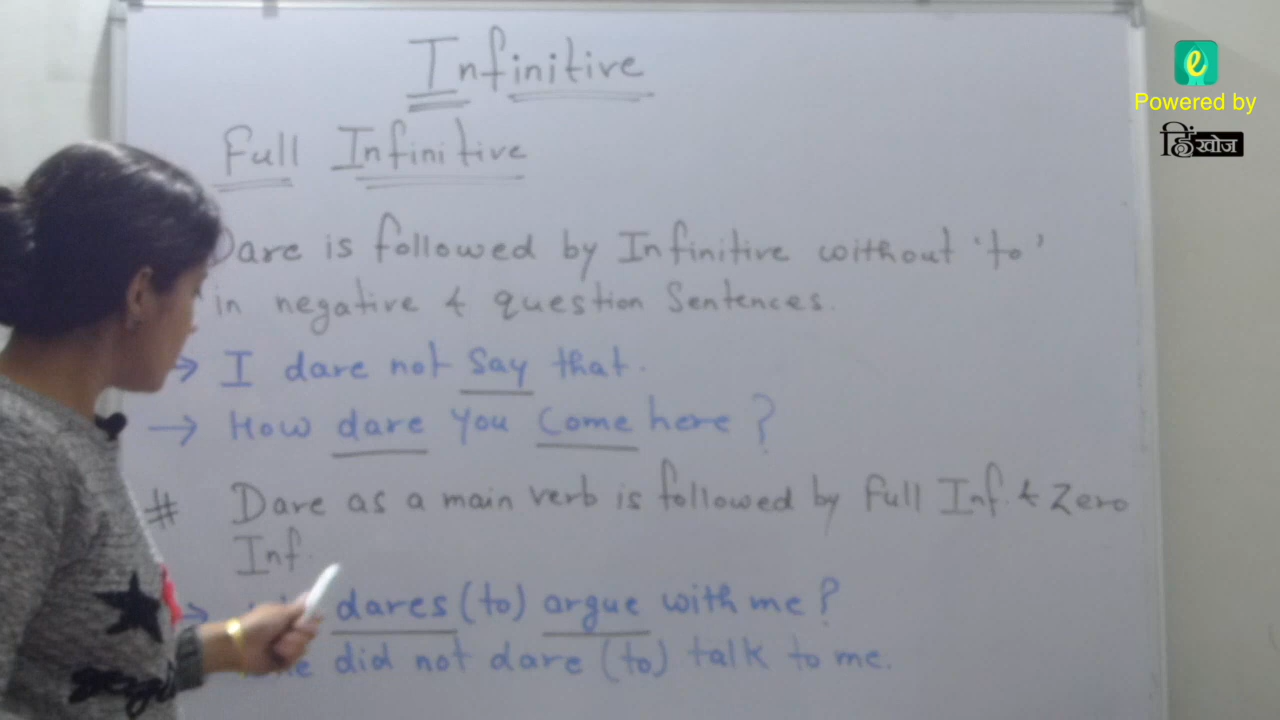 Infinitive
Full Infinitive
Dare is followed by Infinitive without 'to'
in negative & question Sentences.
→ I dare not say that.
→ How dare you come here?
# Dare as a main verb is followed by Full Inf. & Zero
Inf.
dares (to) argue with me?
did not dare (to) talk to me.
e
Powered by
हिंखोज